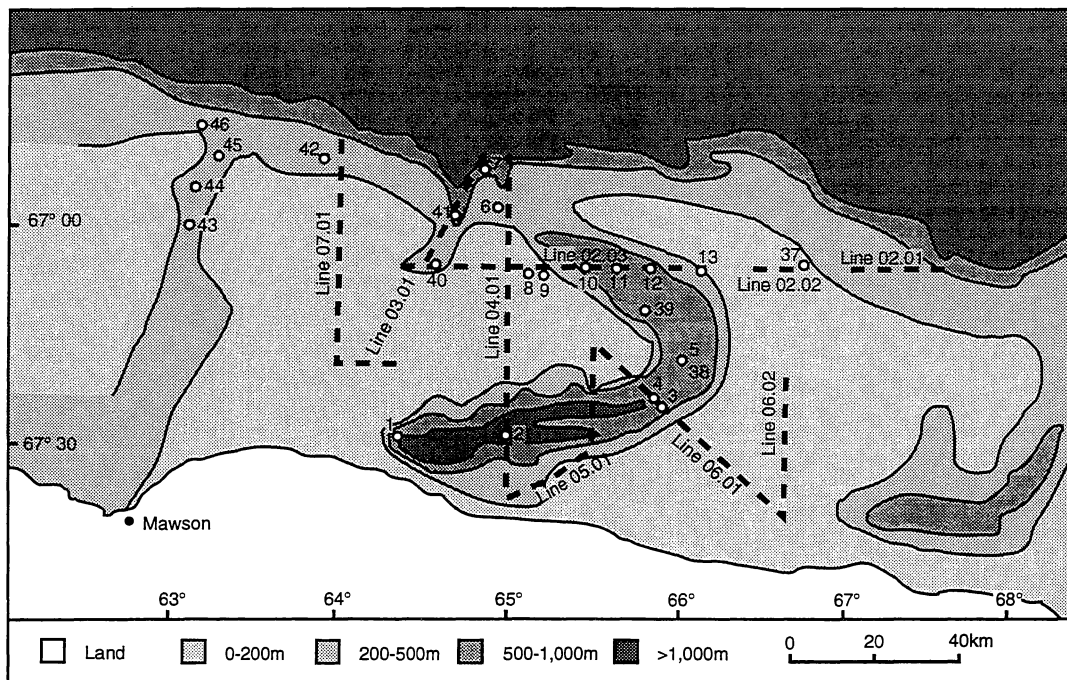 46
45
42
44
7
67° 00
43
41
6
Line 07.01
Line 02.03
13
37
Line 02.01
40
8
9
10
11
12
Line 02.02
Line 03.01
Line 04.01
39
5
38
4
3
Line 06.02
1
2
67° 30
Line 05.01
Line 06.01
Mawson
63° 64° 65° 66° 67° 68°
Land 0-200m 200-500m 500-1,000m >1,000m
0 20 40km